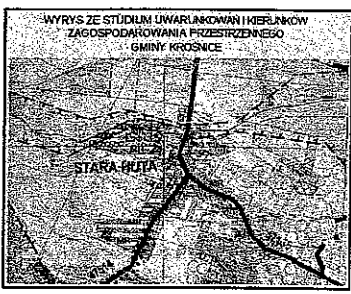 WYRYS ZE STUDIUM UWARUNKOWAŃ I KIERUNKÓW
ZAGOSPODAROWANIA PRZESTRZENNEGO
GMINY KROŚNICE
STARA HUTA